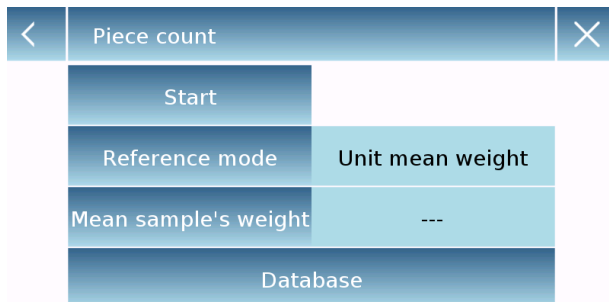 Piece count
Start
Reference mode Unit mean weight
Mean sample's weight ---
Database